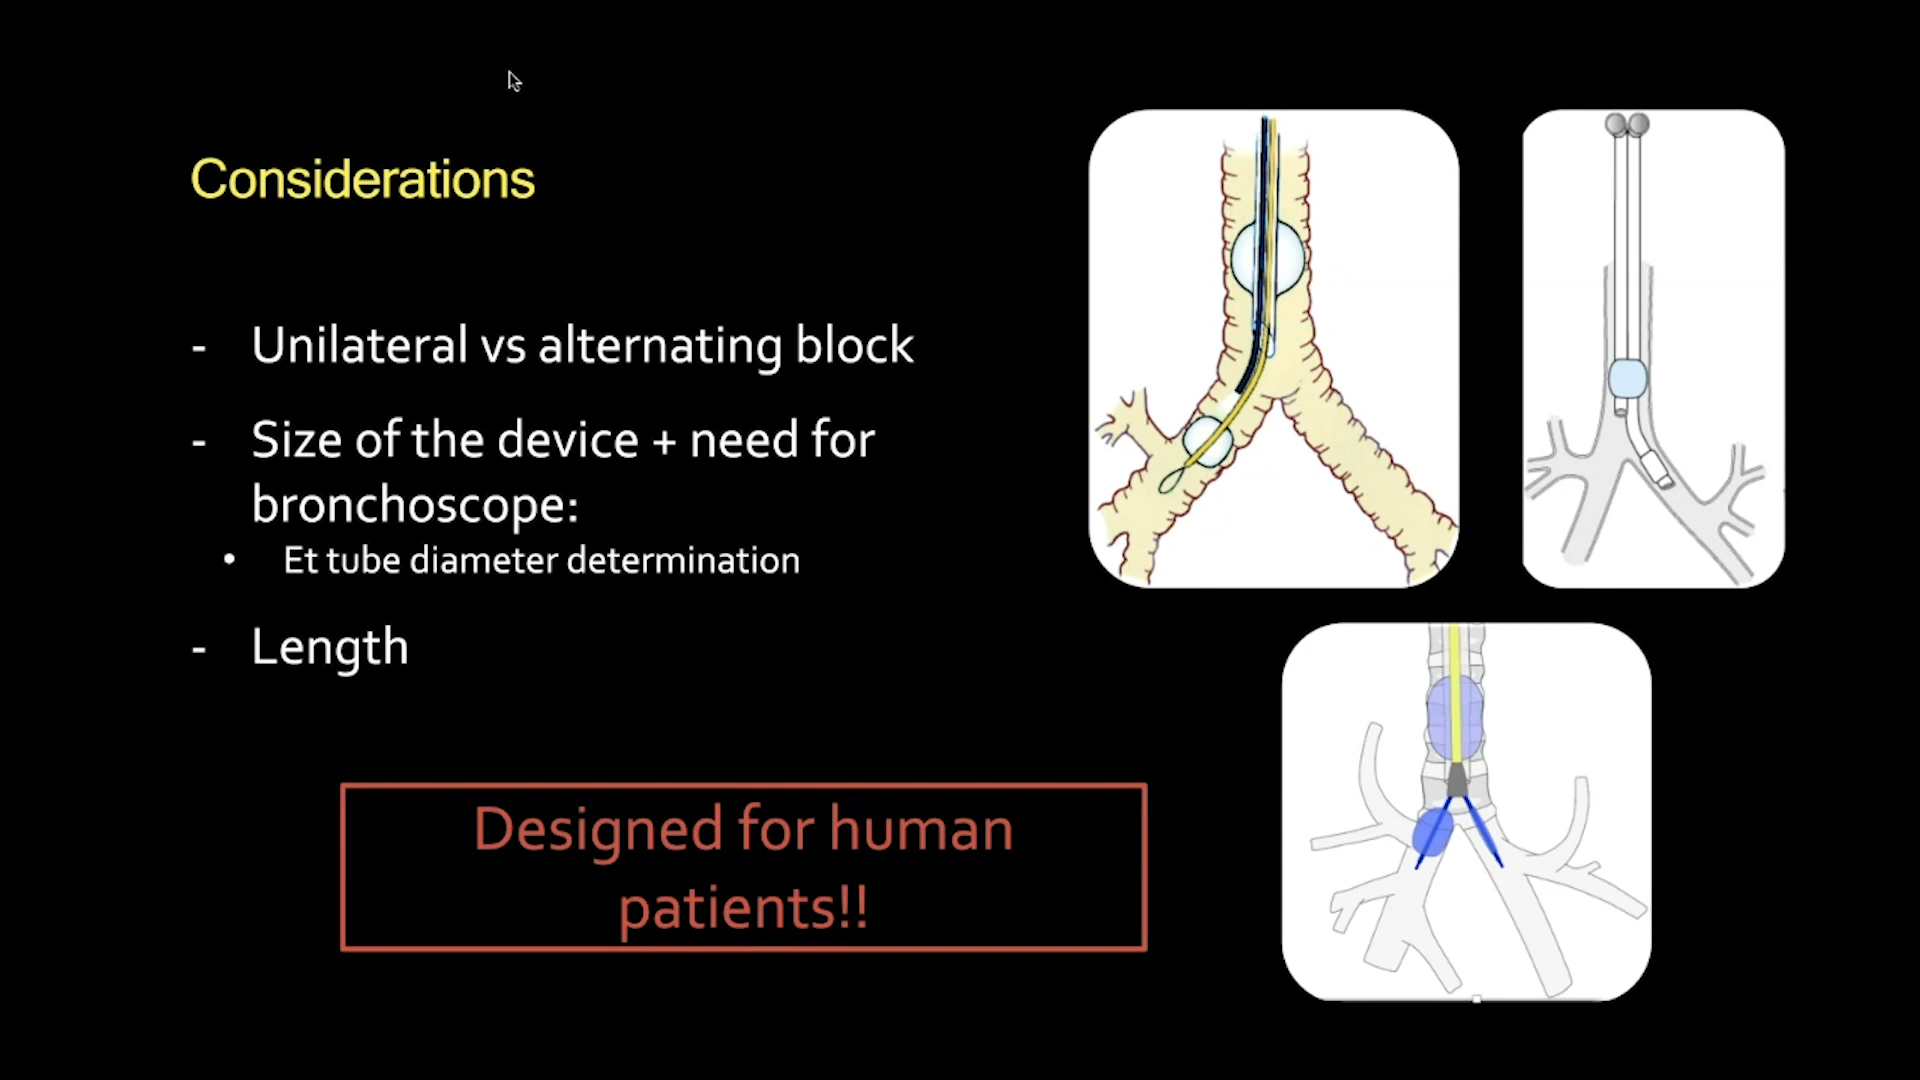 Considerations
- Unilateral vs alternating block
- Size of the device + need for
bronchoscope:
• Et tube diameter determination
- Length
Designed for human
patients!!